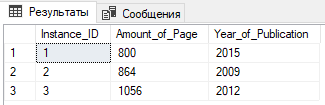 Результаты Сообщения
Instance_ID Amount_of_Page Year_of_Publication
1 1 800 2015
2 2 864 2009
3 3 1056 2012